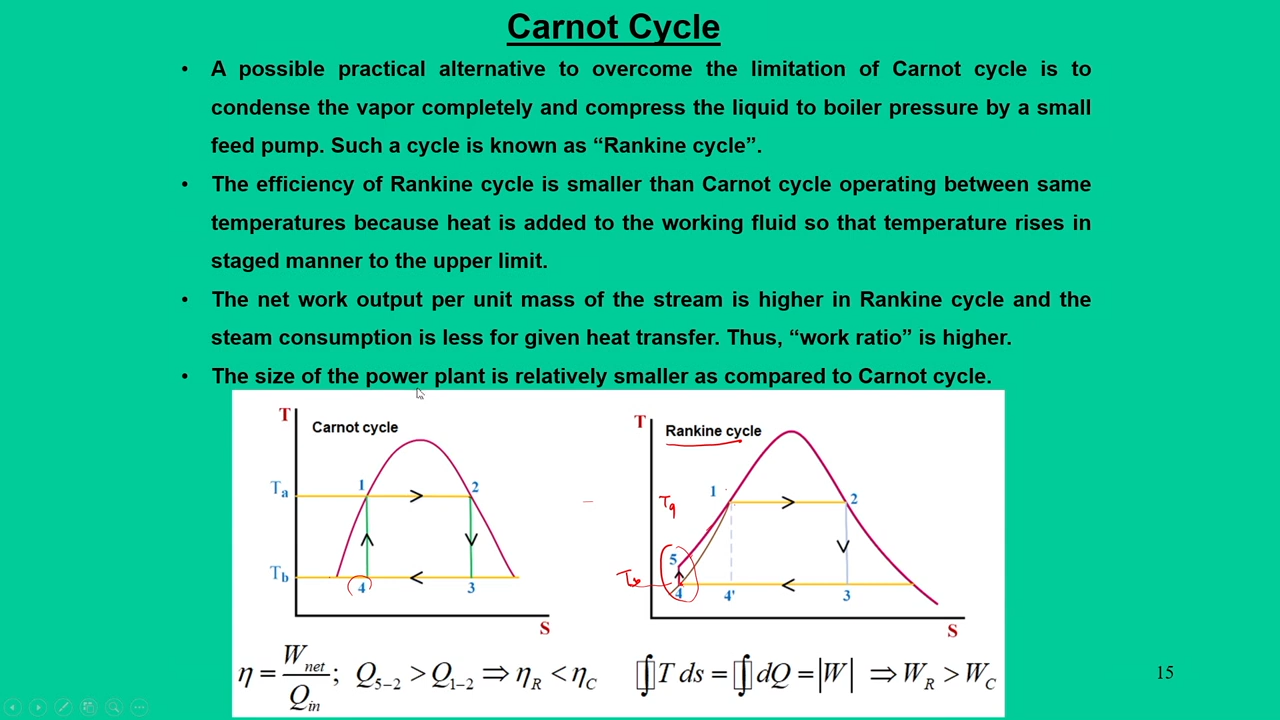 Carnot Cycle
• A possible practical alternative to overcome the limitation of Carnot cycle is to
condense the vapor completely and compress the liquid to boiler pressure by a small
feed pump. Such a cycle is known as “Rankine cycle”.
• The efficiency of Rankine cycle is smaller than Carnot cycle operating between same
temperatures because heat is added to the working fluid so that temperature rises in
staged manner to the upper limit.
• The net work output per unit mass of the stream is higher in Rankine cycle and the
steam consumption is less for given heat transfer. Thus, “work ratio” is higher.
• The size of the power plant is relatively smaller as compared to Carnot cycle.
T
Carnot cycle
Ta
1
2
Tb
4
3
S
T
Rankine cycle
1
2
5
4
4'
3
S
η = Wnet / Qin ; Q5–2 > Q1–2 ⇒ ηR < ηC
∮ T ds = ∮ dQ = |W| ⇒ WR > WC
15